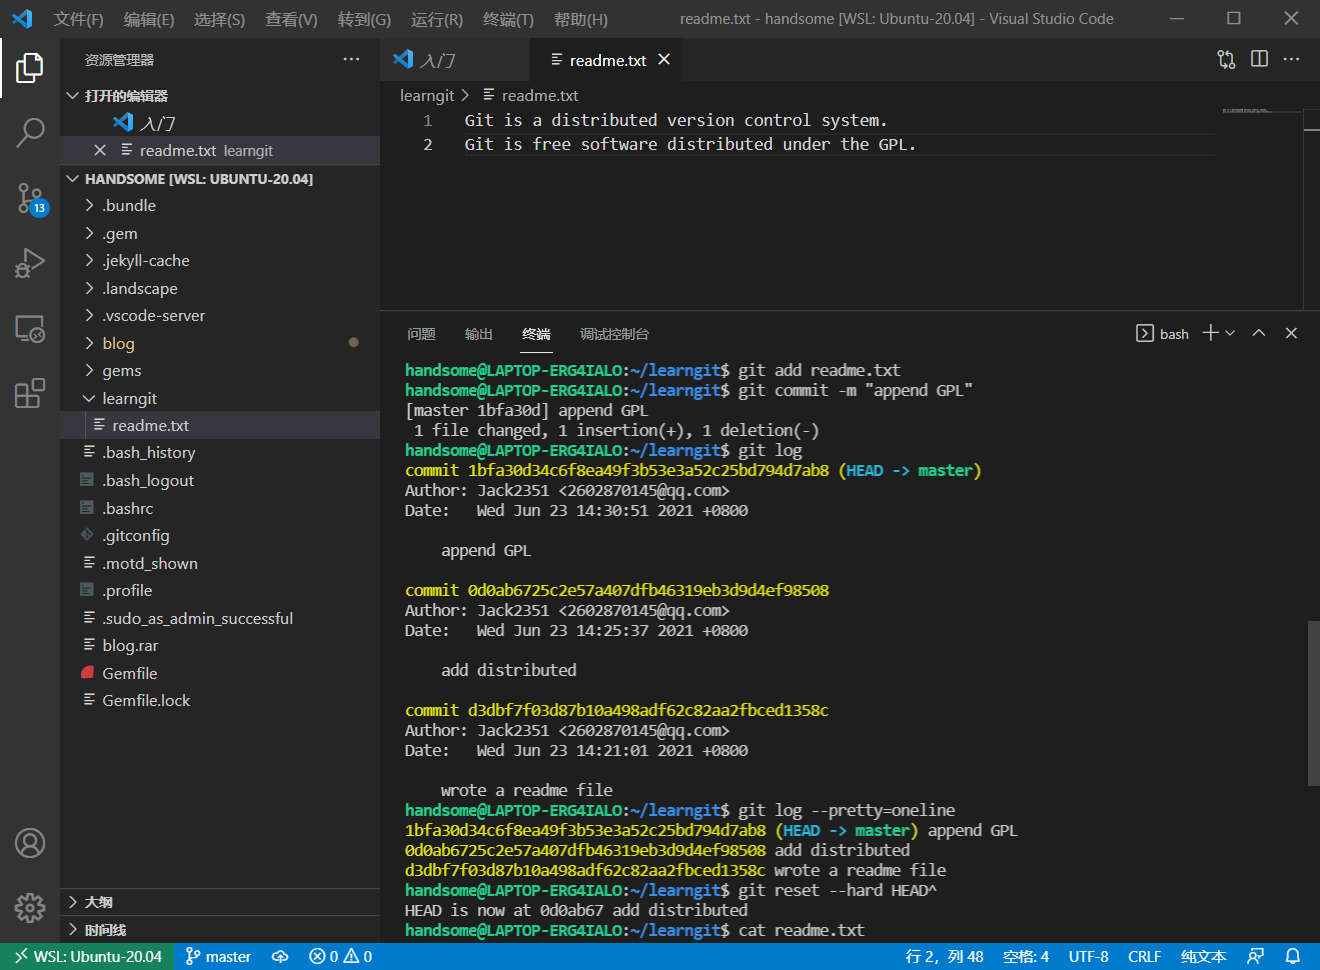 文件(F) 编辑(E) 选择(S) 查看(V) 转到(G) 运行(R) 终端(T) 帮助(H) readme.txt - handsome [WSL: Ubuntu-20.04] - Visual Studio Code
资源管理器
打开的编辑器
入门
readme.txt learngit
HANDSOME [WSL: UBUNTU-20.04]
.bundle
.gem
.jekyll-cache
.landscape
.vscode-server
blog
gems
learngit
readme.txt
.bash_history
.bash_logout
.bashrc
.gitconfig
.motd_shown
.profile
.sudo_as_admin_successful
blog.rar
Gemfile
Gemfile.lock
大纲
时间线
13
入门 readme.txt
learngit > readme.txt
1 Git is a distributed version control system.
2 Git is free software distributed under the GPL.
问题 输出 终端 调试控制台 bash
handsome@LAPTOP-ERG4IALO:~/learngit$ git add readme.txt
handsome@LAPTOP-ERG4IALO:~/learngit$ git commit -m "append GPL"
[master 1bfa30d] append GPL
1 file changed, 1 insertion(+), 1 deletion(-)
handsome@LAPTOP-ERG4IALO:~/learngit$ git log
commit 1bfa30d34c6f8ea49f3b53e3a52c25bd794d7ab8 (HEAD -> master)
Author: Jack2351 <2602870145@qq.com>
Date: Wed Jun 23 14:30:51 2021 +0800
append GPL
commit 0d0ab6725c2e57a407dfb46319eb3d9d4ef98508
Author: Jack2351 <2602870145@qq.com>
Date: Wed Jun 23 14:25:37 2021 +0800
add distributed
commit d3dbf7f03d87b10a498adf62c82aa2fbced1358c
Author: Jack2351 <2602870145@qq.com>
Date: Wed Jun 23 14:21:01 2021 +0800
wrote a readme file
handsome@LAPTOP-ERG4IALO:~/learngit$ git log --pretty=oneline
1bfa30d34c6f8ea49f3b53e3a52c25bd794d7ab8 (HEAD -> master) append GPL
0d0ab6725c2e57a407dfb46319eb3d9d4ef98508 add distributed
d3dbf7f03d87b10a498adf62c82aa2fbced1358c wrote a readme file
handsome@LAPTOP-ERG4IALO:~/learngit$ git reset --hard HEAD^
HEAD is now at 0d0ab67 add distributed
handsome@LAPTOP-ERG4IALO:~/learngit$ cat readme.txt
WSL: Ubuntu-20.04 master 0 0 行 2，列 48 空格: 4 UTF-8 CRLF 纯文本